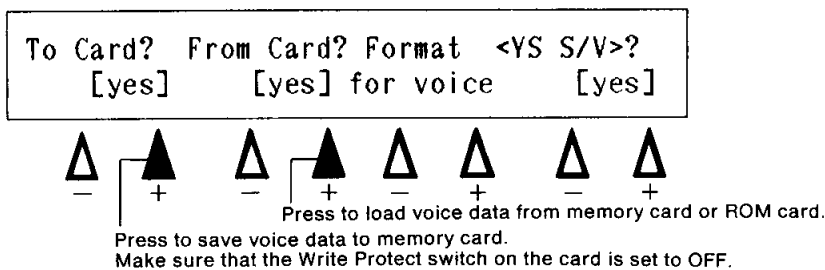 To Card? From Card? Format <YS S/V>?
[yes] [yes] for voice [yes]
− + − + − + − +
Press to load voice data from memory card or ROM card.
Press to save voice data to memory card.
Make sure that the Write Protect switch on the card is set to OFF.